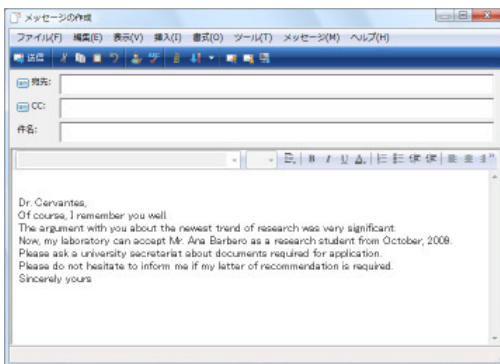 メッセージの作成
ファイル(F) 編集(E) 表示(V) 挿入(I) 書式(O) ツール(T) メッセージ(M) ヘルプ(H)
送信
宛先:
CC:
件名:
B I U A
Dr. Cervantes,
Of course, I remember you well.
The argument with you about the newest trend of research was very significant.
Now, my laboratory can accept Mr. Ana Barbero as a research student from October, 2009.
Please ask a university secretariat about documents required for application.
Please do not hesitate to inform me if my letter of recommendation is required.
Sincerely yours